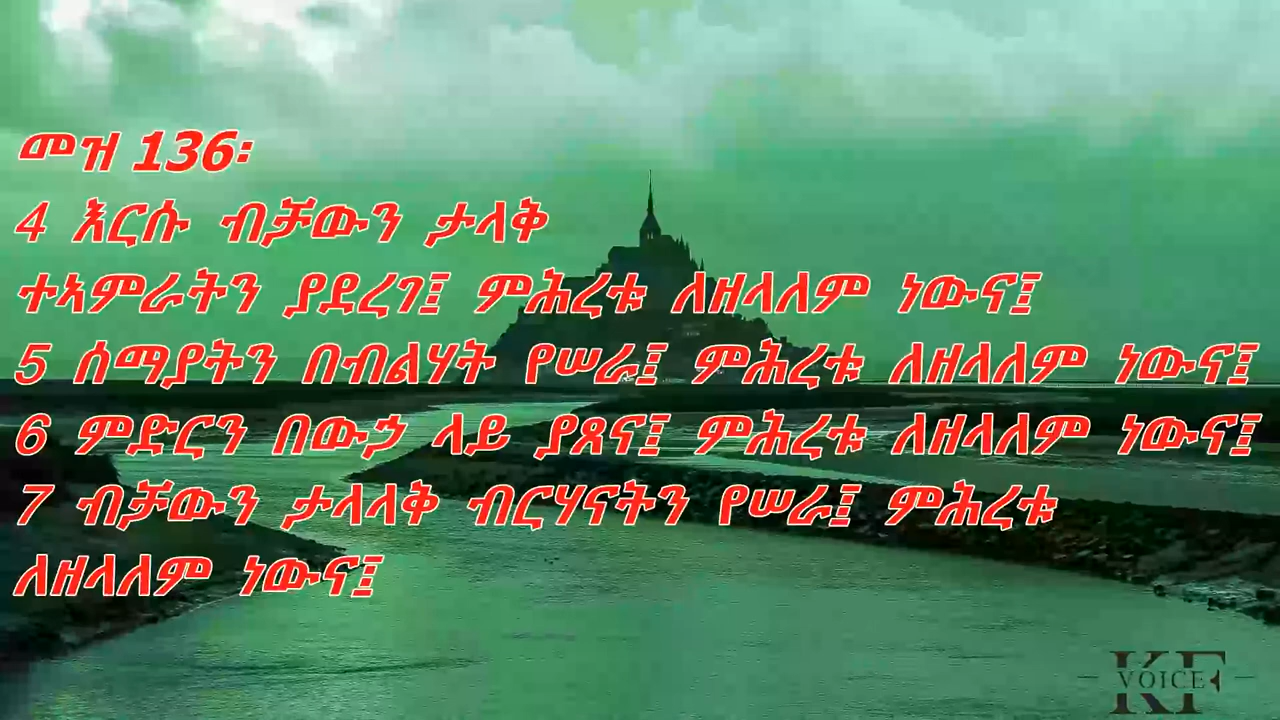 መዝ 136፡
4 እርሱ ብቻውን ታላቅ
ተኣምራትን ያደረገ፤ ምሕረቱ ለዘላለም ነውና፤
5 ሰማያትን በብልሃት የሠራ፤ ምሕረቱ ለዘላለም ነውና፤
6 ምድርን በውኃ ላይ ያጸና፤ ምሕረቱ ለዘላለም ነውና፤
7 ብቻውን ታላላቅ ብርሃናትን የሠራ፤ ምሕረቱ
ለዘላለም ነውና፤
KF
VOICE